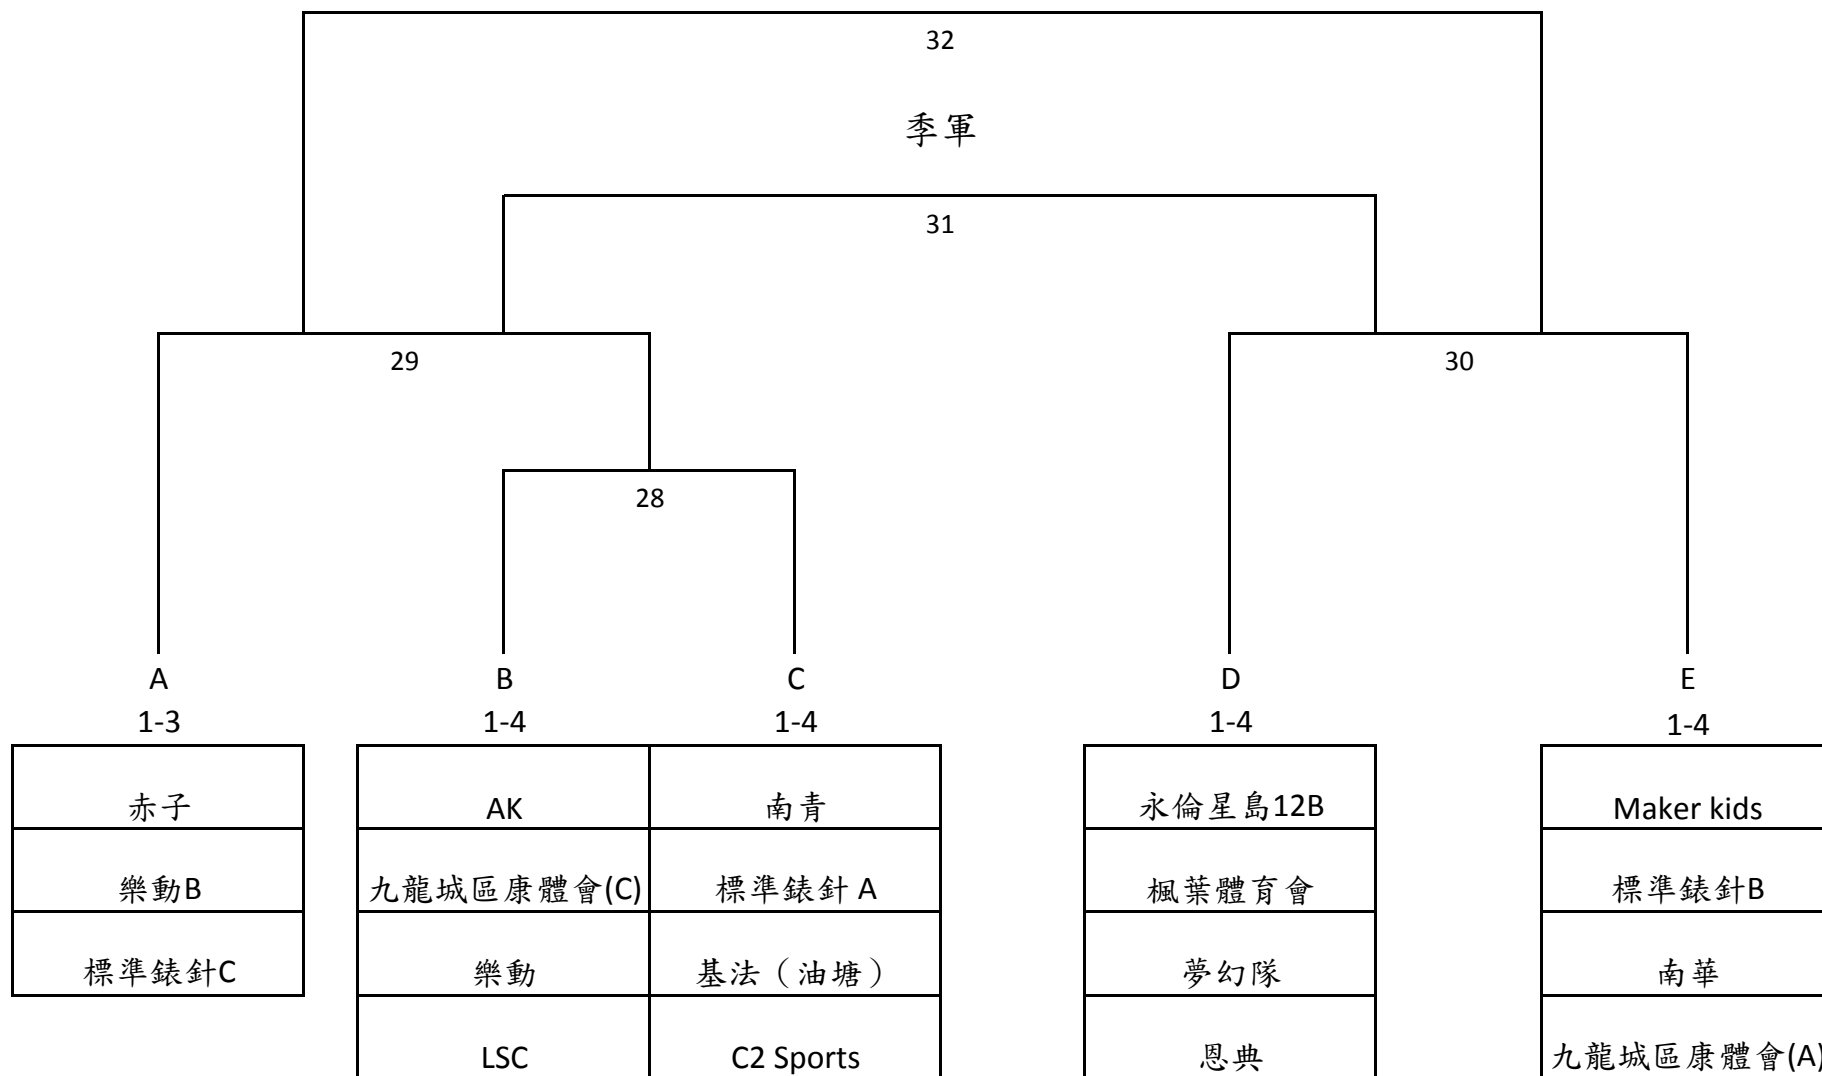 32
季軍
31
29
30
28
A
B
C
D
E
1-3
1-4
1-4
1-4
1-4
赤子
AK
南青
永倫星島12B
Maker kids
樂動B
九龍城區康體會(C)
標準錶針 A
楓葉體育會
標準錶針B
標準錶針C
樂動
基法（油塘）
夢幻隊
南華
LSC
C2 Sports
恩典
九龍城區康體會(A)